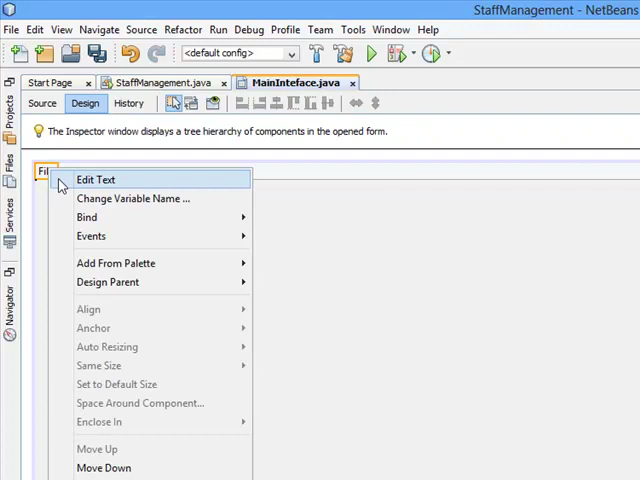 StaffManagement - NetBeans
File Edit View Navigate Source Refactor Run Debug Profile Team Tools Window Help
<default config>
Start Page StaffManagement.java MainInteface.java
Source Design History
The Inspector window displays a tree hierarchy of components in the opened form.
Projects
Files
Services
Navigator
Fil
Edit Text
Change Variable Name ...
Bind
Events
Add From Palette
Design Parent
Align
Anchor
Auto Resizing
Same Size
Set to Default Size
Space Around Component...
Enclose In
Move Up
Move Down